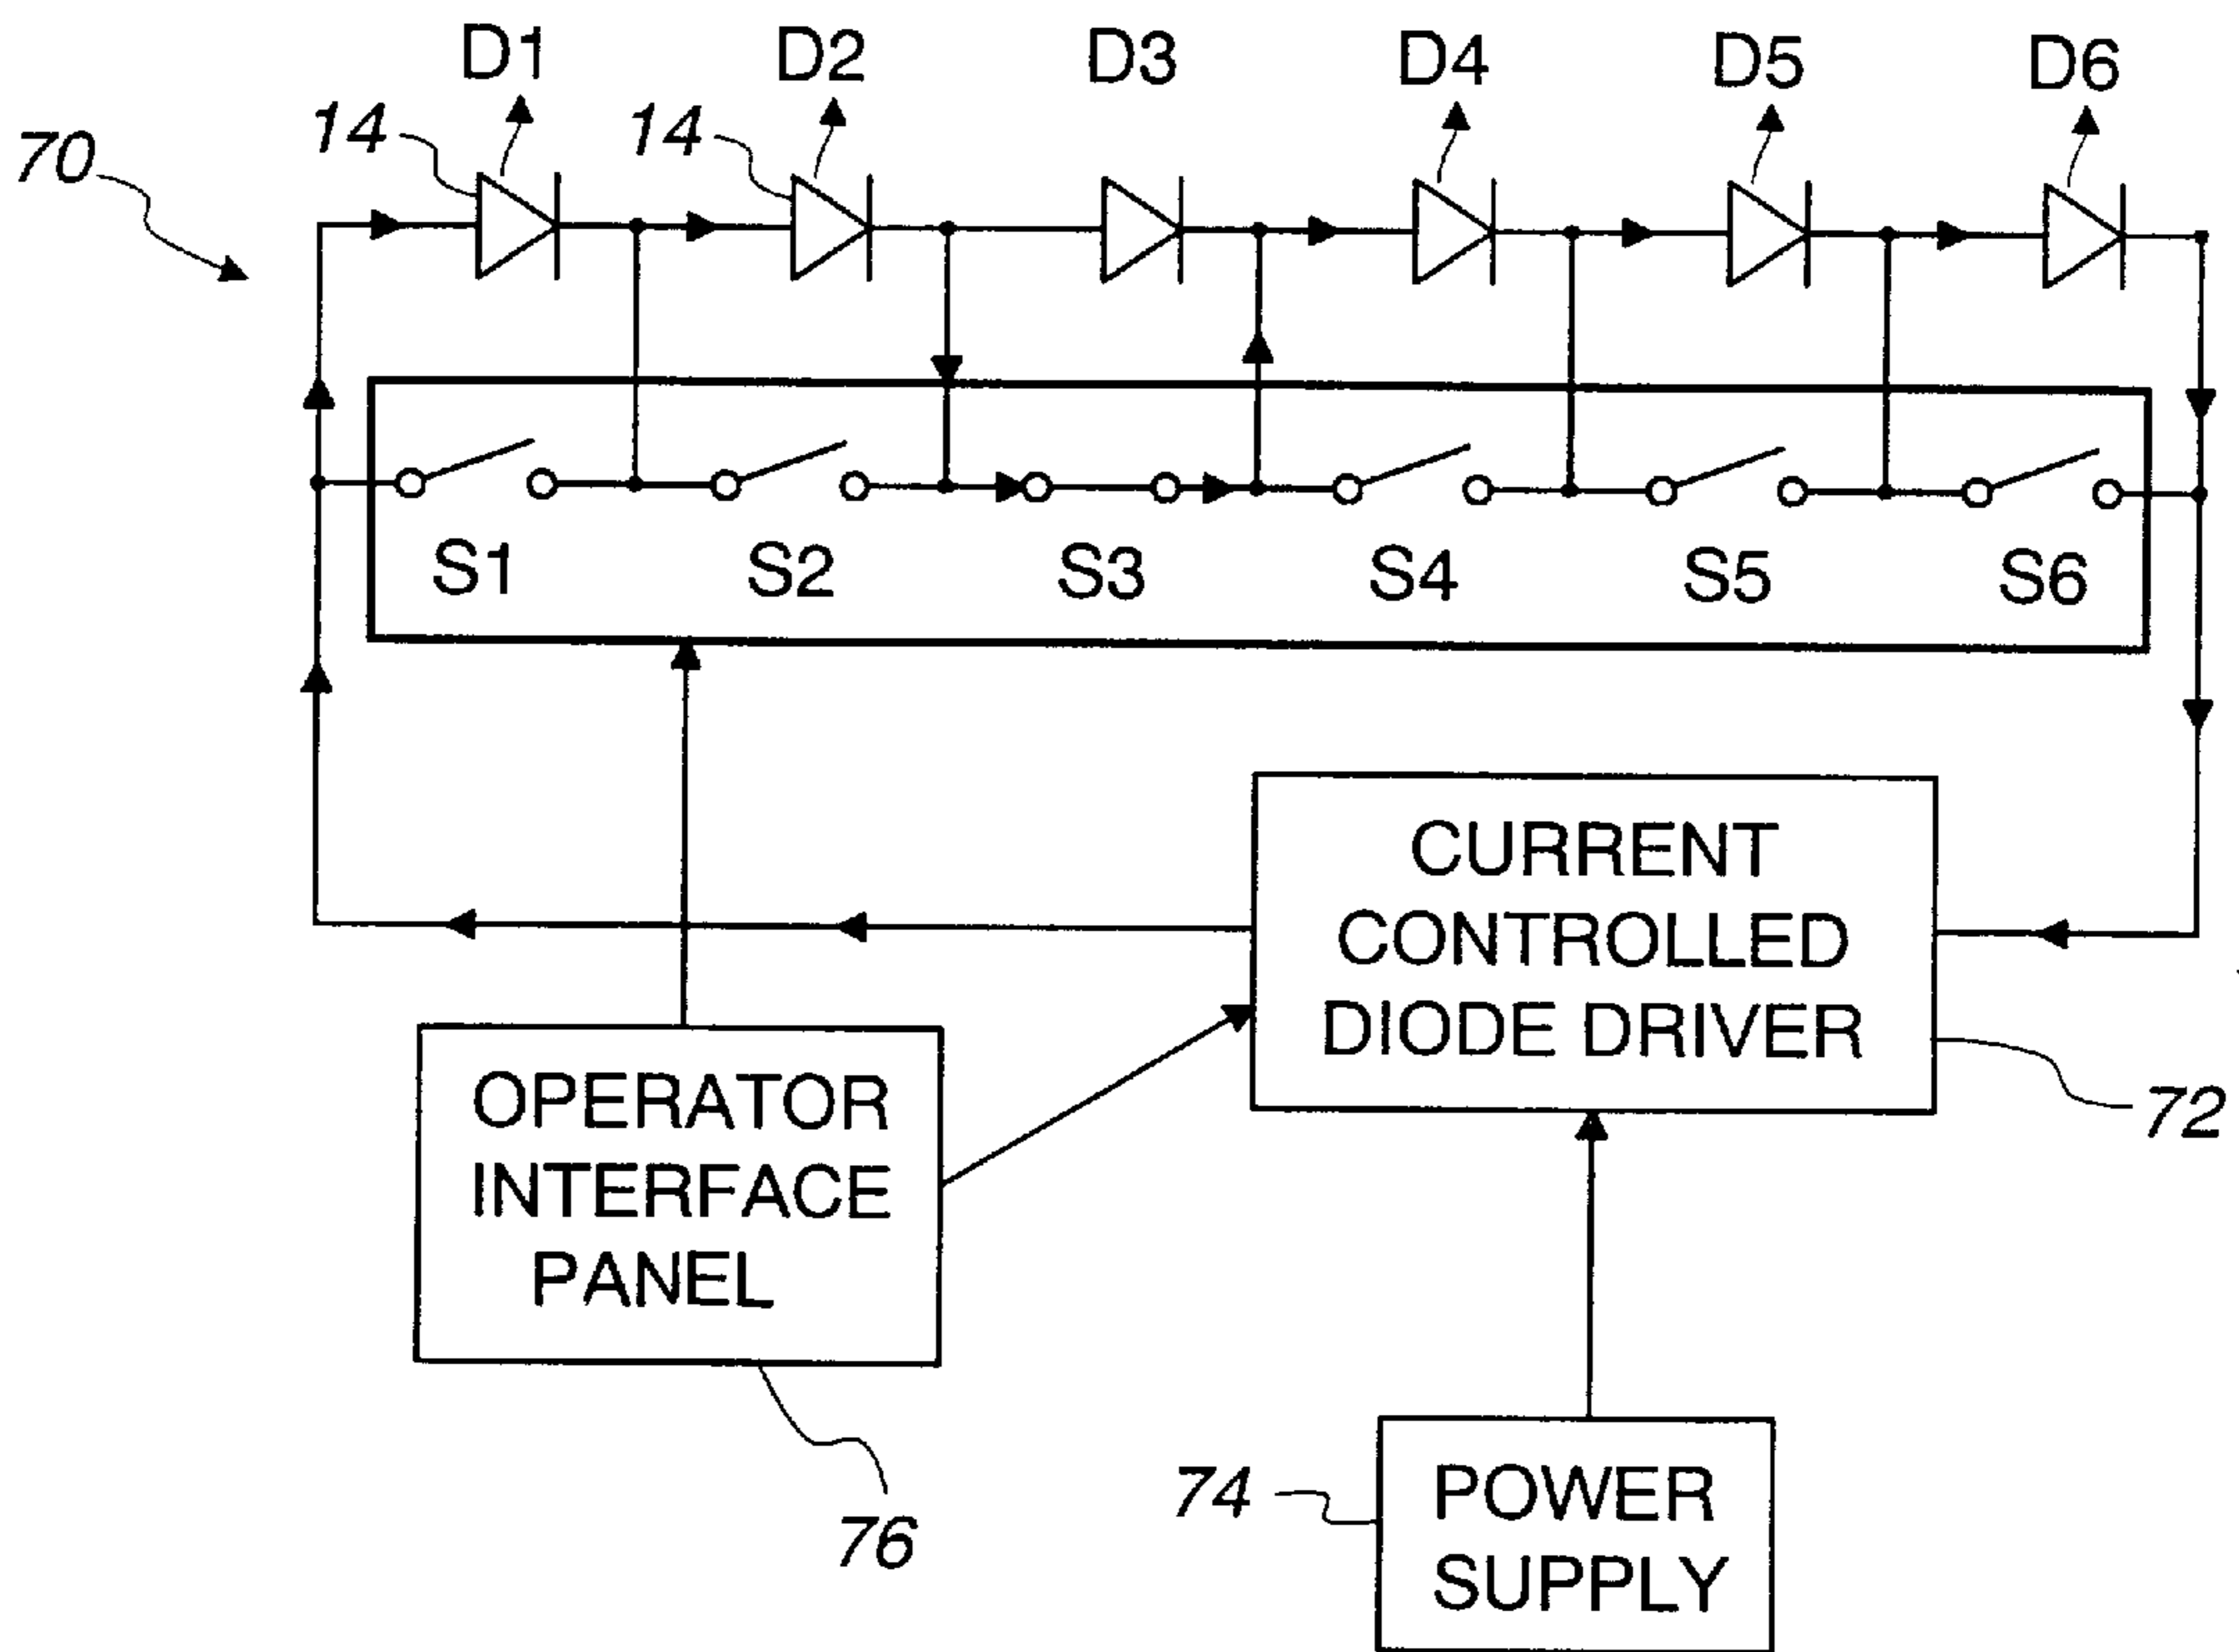 D1 D2 D3 D4 D5 D6
14 14
70
S1 S2 S3 S4 S5 S6
CURRENT
CONTROLLED
DIODE DRIVER
72
OPERATOR
INTERFACE
PANEL
76
74
POWER
SUPPLY